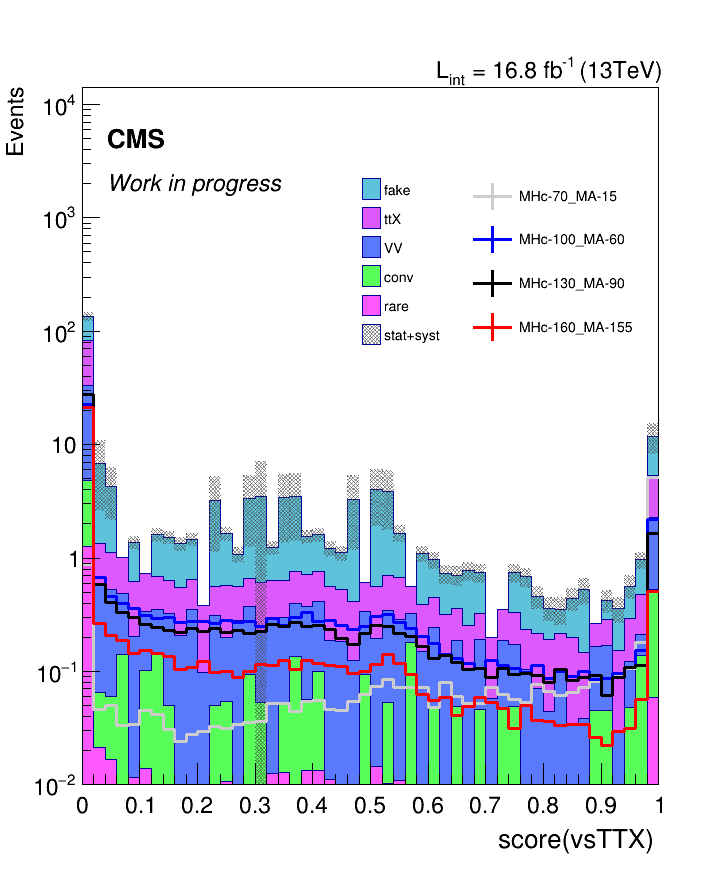 L_int = 16.8 fb^-1 (13TeV)
Events
10^4
10^3
10^2
10
1
10^-1
10^-2
CMS
Work in progress
fake
ttX
VV
conv
rare
stat+syst
MHc-70_MA-15
MHc-100_MA-60
MHc-130_MA-90
MHc-160_MA-155
0 0.1 0.2 0.3 0.4 0.5 0.6 0.7 0.8 0.9 1
score(vsTTX)